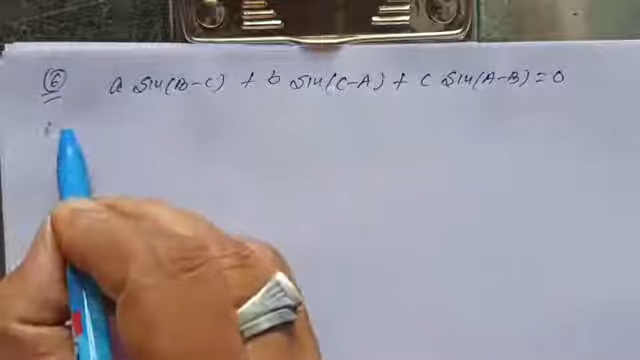 ⑥ a sin(B-C) + b sin(C-A) + c sin(A-B) = 0